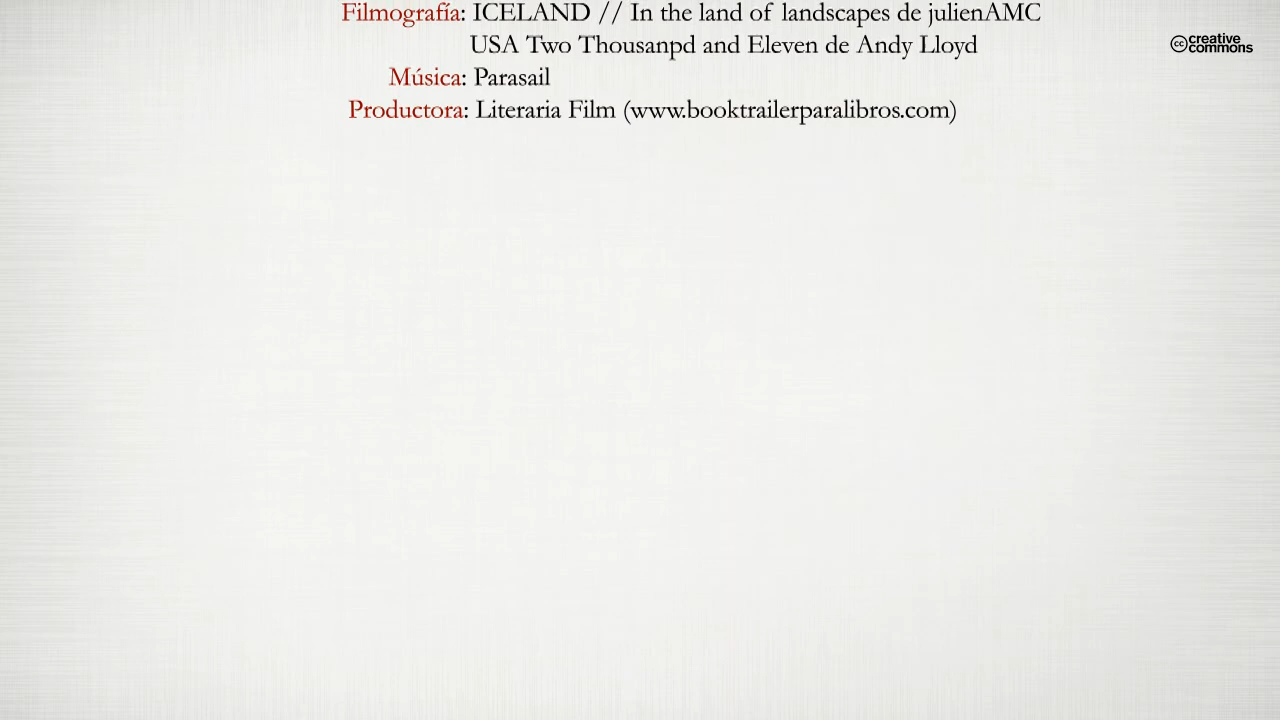 Filmografía: ICELAND // In the land of landscapes de julienAMC
USA Two Thousanpd and Eleven de Andy Lloyd
Música: Parasail
Productora: Literaria Film (www.booktrailerparalibros.com)
cc creative commons